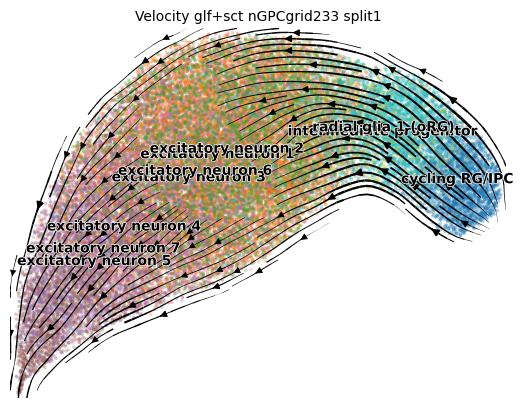 Velocity glf+sct nGPCgrid233 split1
radial glia 1 (oRG)
intermediate progenitor
excitatory neuron 2
excitatory neuron 1
excitatory neuron 6
excitatory neuron 3
cycling RG/IPC
excitatory neuron 4
excitatory neuron 7
excitatory neuron 5